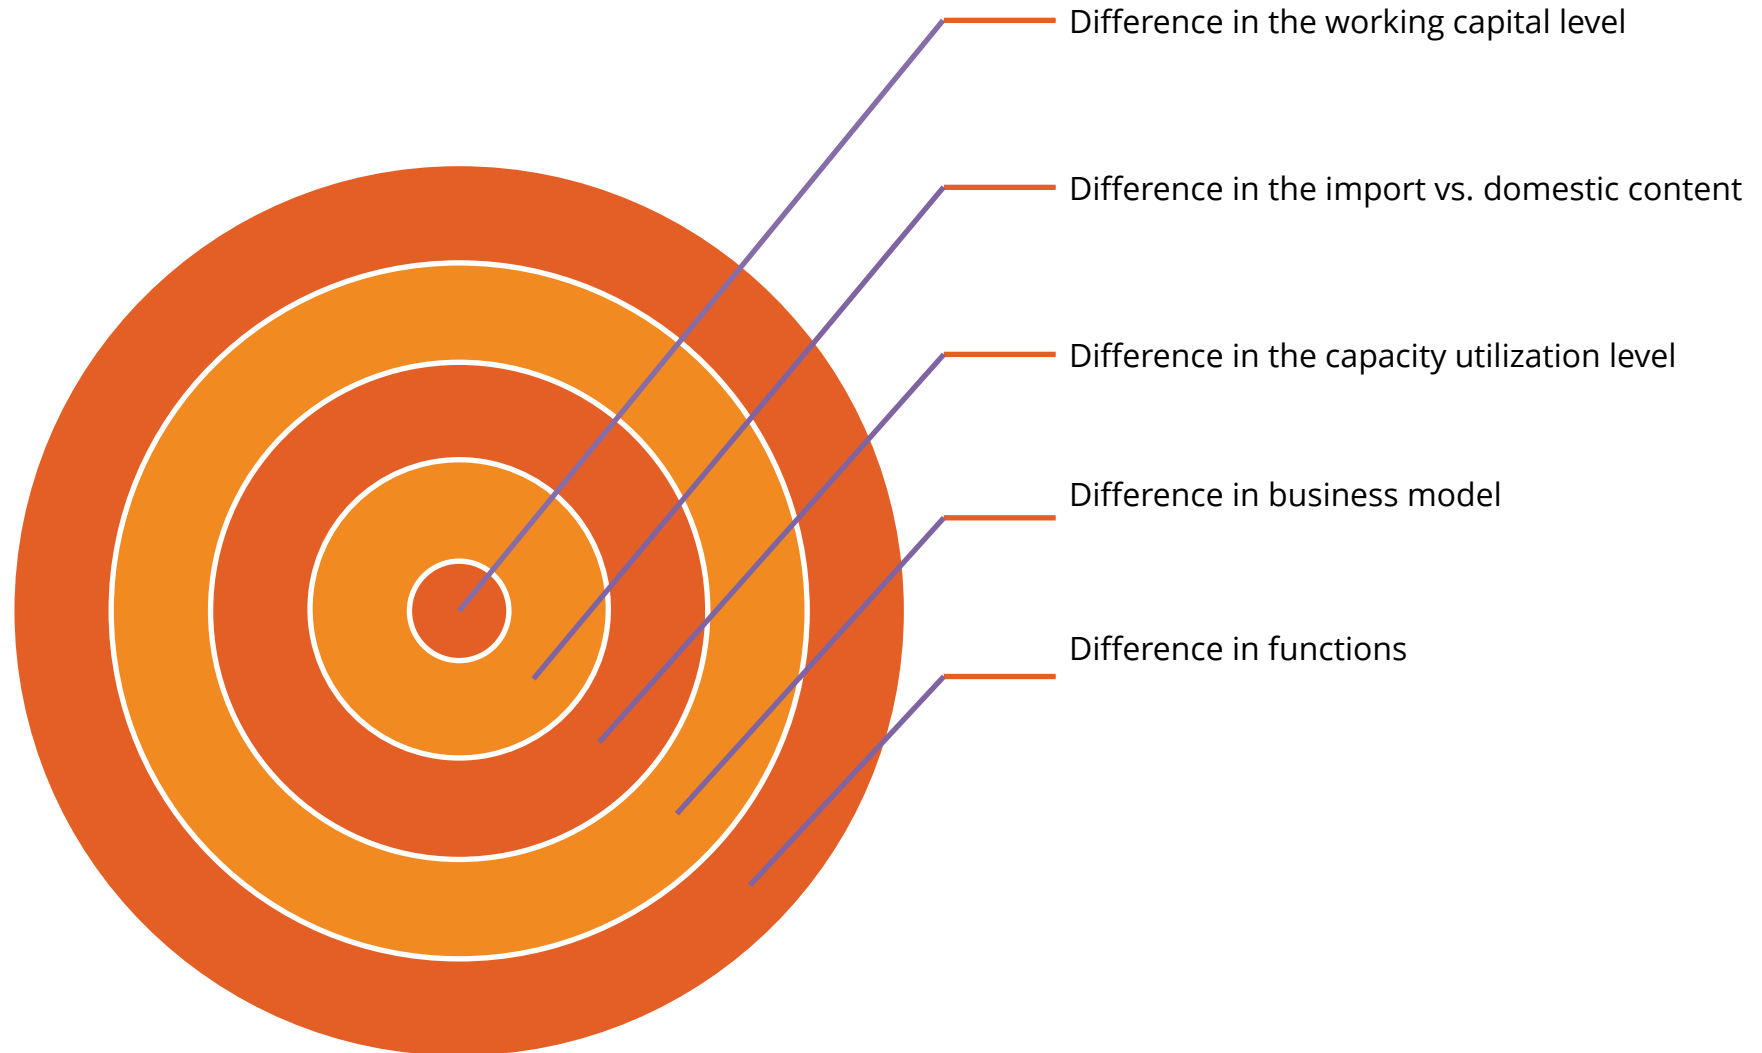 Difference in the working capital level
Difference in the import vs. domestic content
Difference in the capacity utilization level
Difference in business model
Difference in functions